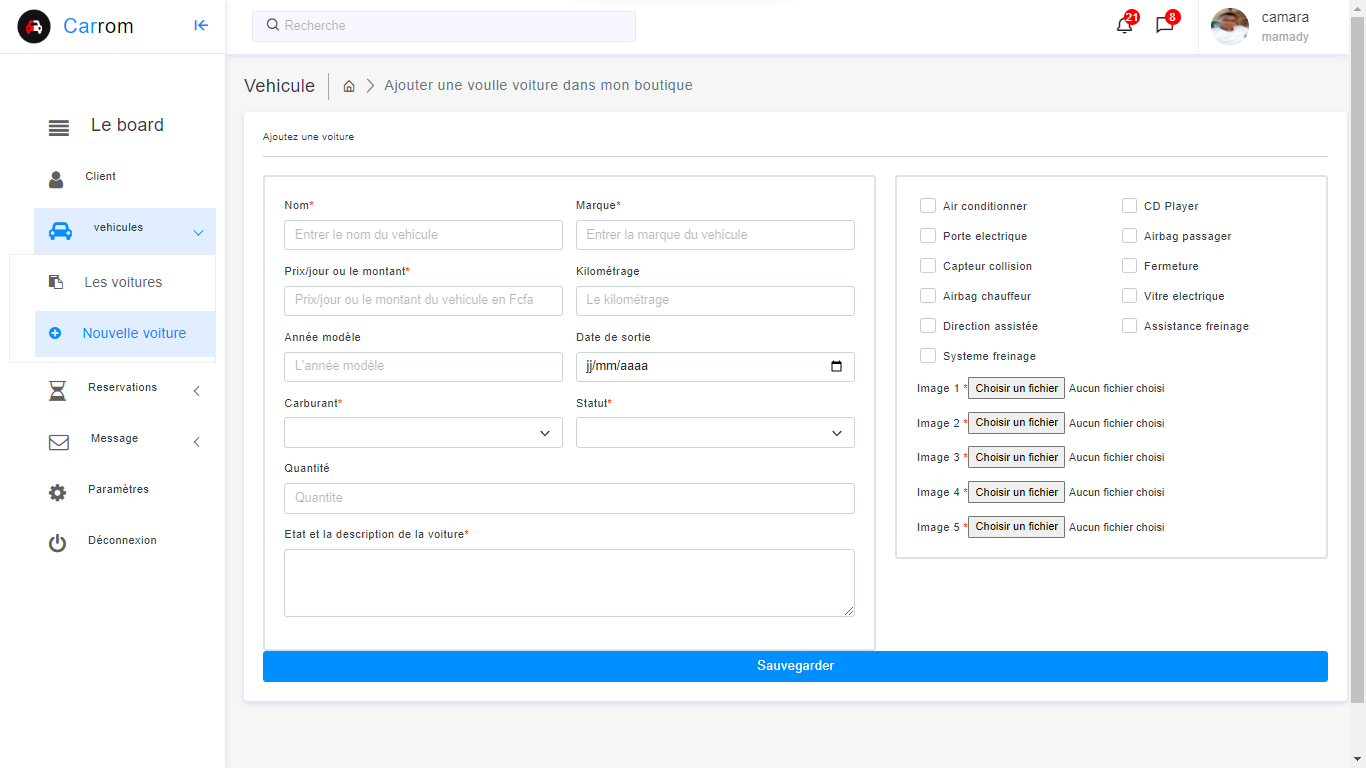 Carrom
Recherche
21
8
camara
mamady
Vehicule
Ajouter une voulle voiture dans mon boutique
Le board
Client
vehicules
Les voitures
Nouvelle voiture
Reservations
Message
Paramètres
Déconnexion
Ajoutez une voiture
Nom* Marque*
Entrer le nom du vehicule Entrer la marque du vehicule
Prix/jour ou le montant* Kilométrage
Prix/jour ou le montant du vehicule en Fcfa Le kilométrage
Année modèle Date de sortie
L'année modèle jj/mm/aaaa
Carburant* Statut*
Quantité
Quantite
Etat et la description de la voiture*
Air conditionner CD Player
Porte electrique Airbag passager
Capteur collision Fermeture
Airbag chauffeur Vitre electrique
Direction assistée Assistance freinage
Systeme freinage
Image 1 * Choisir un fichier Aucun fichier choisi
Image 2 * Choisir un fichier Aucun fichier choisi
Image 3 * Choisir un fichier Aucun fichier choisi
Image 4 * Choisir un fichier Aucun fichier choisi
Image 5 * Choisir un fichier Aucun fichier choisi
Sauvegarder